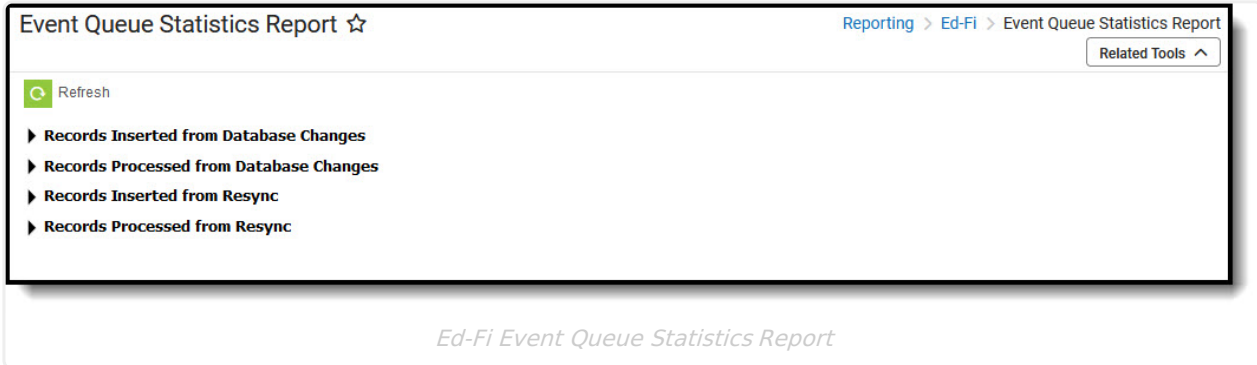 Event Queue Statistics Report ☆
Reporting > Ed-Fi > Event Queue Statistics Report
Related Tools
Refresh
Records Inserted from Database Changes
Records Processed from Database Changes
Records Inserted from Resync
Records Processed from Resync
Ed-Fi Event Queue Statistics Report